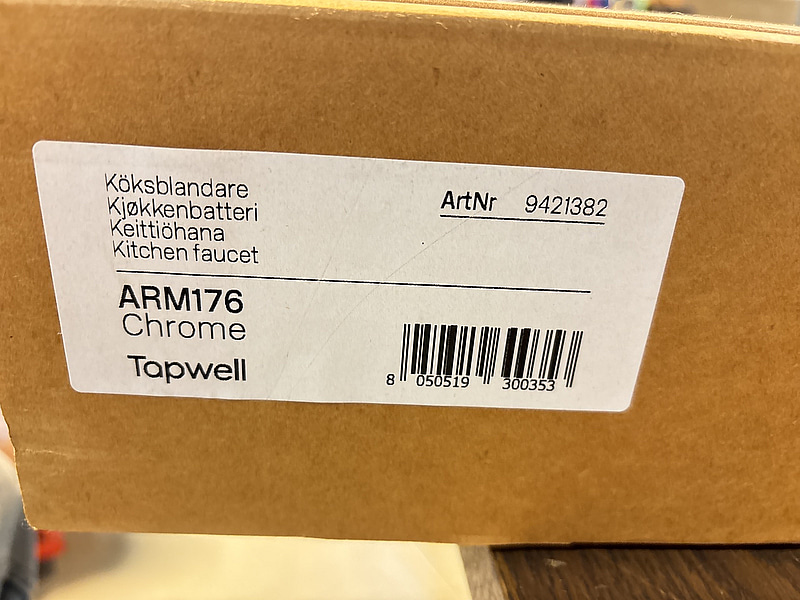 Köksblandare
Kjøkkenbatteri
Keittiöhana
Kitchen faucet
ArtNr 9421382
ARM176
Chrome
Tapwell
8 050519 300353